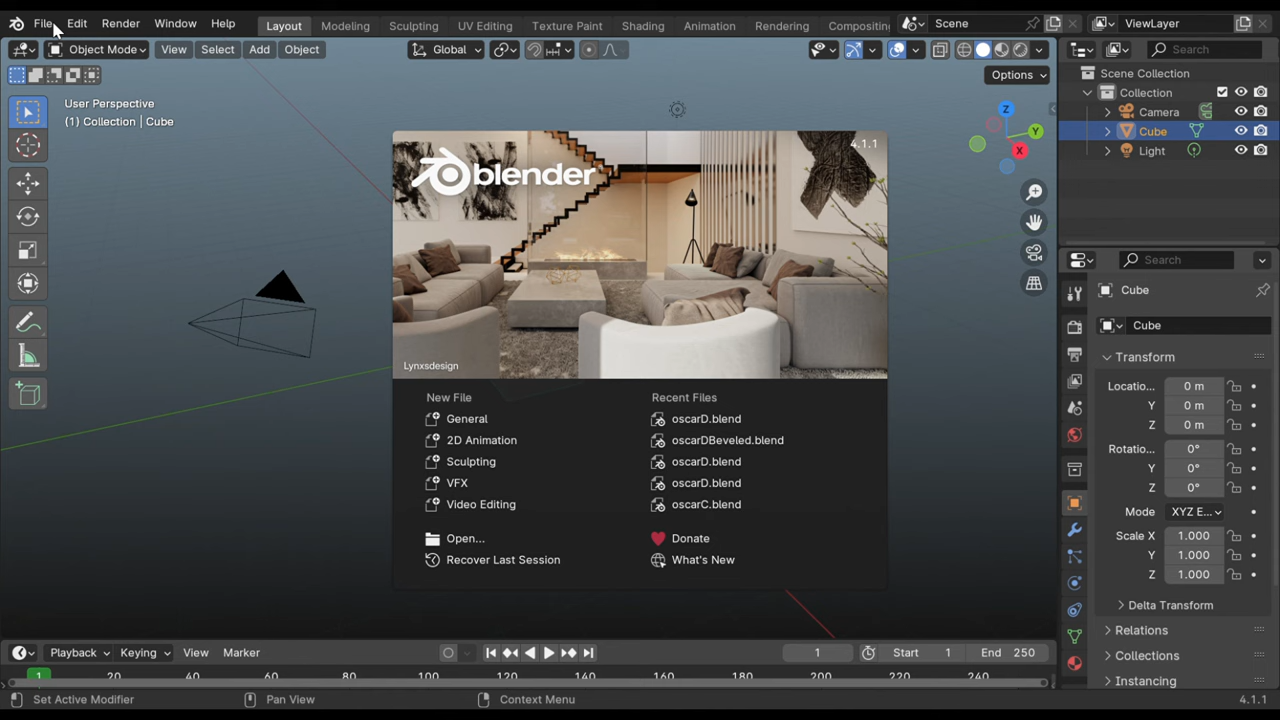 File Edit Render Window Help Layout Modeling Sculpting UV Editing Texture Paint Shading Animation Rendering Compositin Scene ViewLayer
Object Mode View Select Add Object Global Search
Options
Scene Collection
Collection
Camera
Cube
Light
User Perspective
(1) Collection | Cube
Z
Y
X
4.1.1
blender
Lynxsdesign
New File
General
2D Animation
Sculpting
VFX
Video Editing
Open...
Recover Last Session
Recent Files
oscarD.blend
oscarDBeveled.blend
oscarD.blend
oscarD.blend
oscarC.blend
Donate
What's New
Search
Cube
Cube
Transform
Locatio... 0 m
Y 0 m
Z 0 m
Rotatio... 0°
Y 0°
Z 0°
Mode XYZ E...
Scale X 1.000
Y 1.000
Z 1.000
Delta Transform
Relations
Collections
Instancing
Playback Keying View Marker 1 Start 1 End 250
1 20 40 60 80 100 120 140 160 180 200 220 240
Set Active Modifier Pan View Context Menu 4.1.1